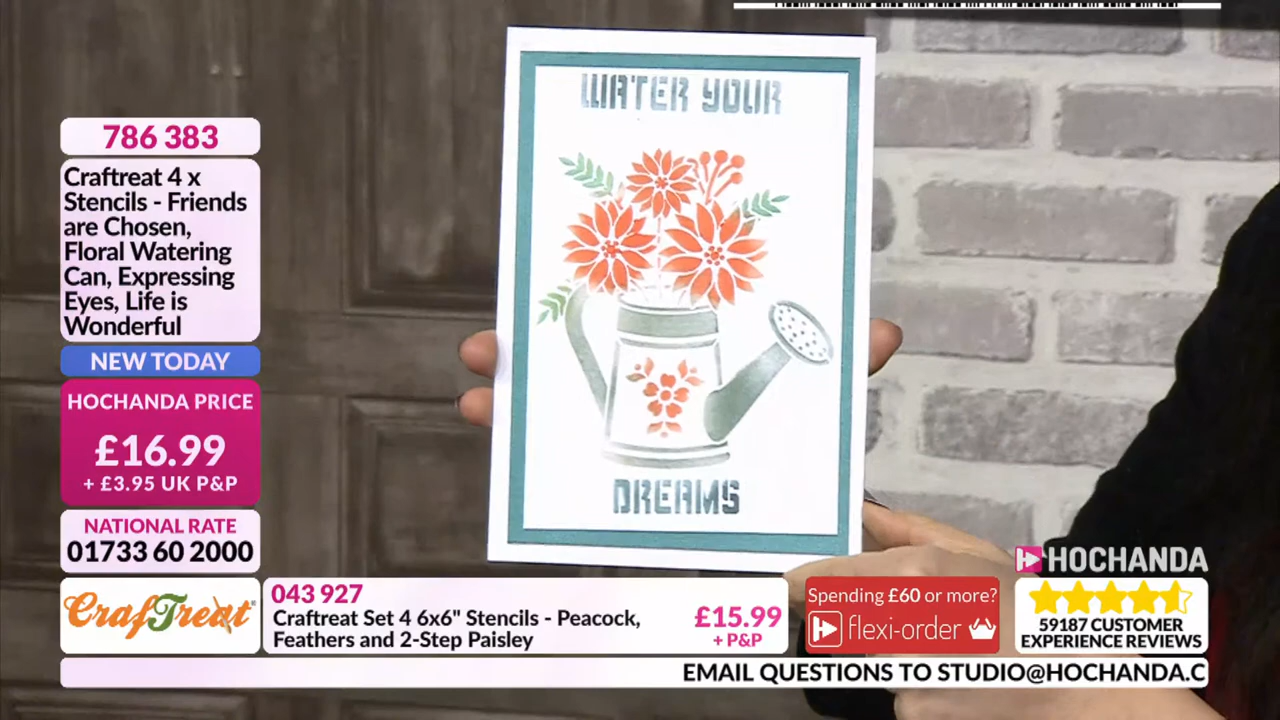 WATER YOUR
DREAMS
786 383
Craftreat 4 x
Stencils - Friends
are Chosen,
Floral Watering
Can, Expressing
Eyes, Life is
Wonderful
NEW TODAY
HOCHANDA PRICE
£16.99
+ £3.95 UK P&P
NATIONAL RATE
01733 60 2000
CrafTreat
043 927
Craftreat Set 4 6x6" Stencils - Peacock,
Feathers and 2-Step Paisley
£15.99
+ P&P
Spending £60 or more?
flexi-order
HOCHANDA
59187 CUSTOMER
EXPERIENCE REVIEWS
EMAIL QUESTIONS TO STUDIO@HOCHANDA.C